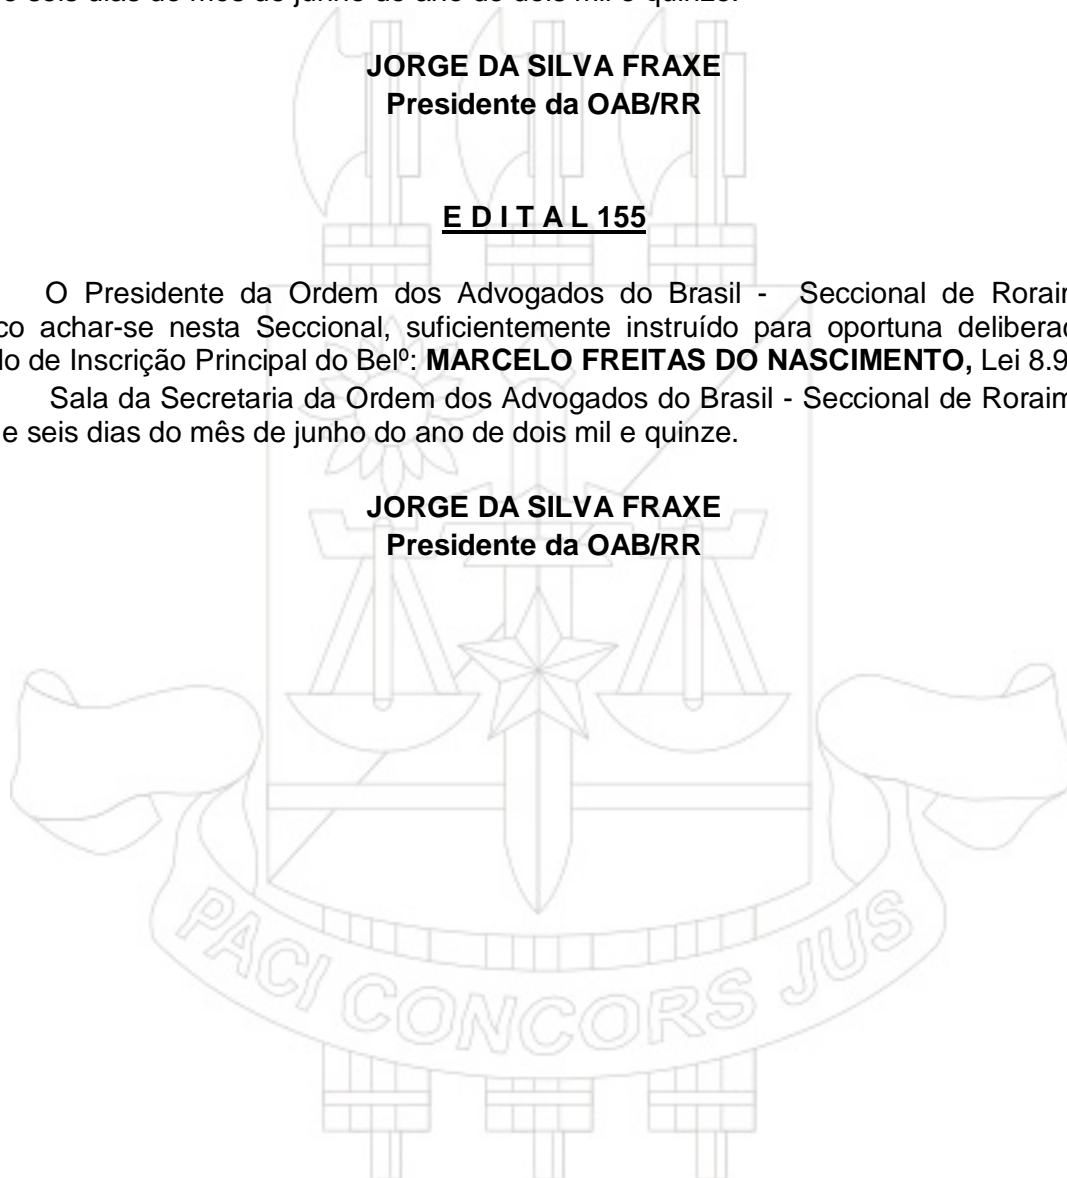 e seis dias do mês de junho do ano de dois mil e quinze.
JORGE DA SILVA FRAXE
Presidente da OAB/RR
E D I T A L 155
O Presidente da Ordem dos Advogados do Brasil - Seccional de Rorair
co achar-se nesta Seccional, suficientemente instruído para oportuna delibera
do de Inscrição Principal do Belº: MARCELO FREITAS DO NASCIMENTO, Lei 8.9
Sala da Secretaria da Ordem dos Advogados do Brasil - Seccional de Roraim
e seis dias do mês de junho do ano de dois mil e quinze.
JORGE DA SILVA FRAXE
Presidente da OAB/RR
PACI CONCORS JUS